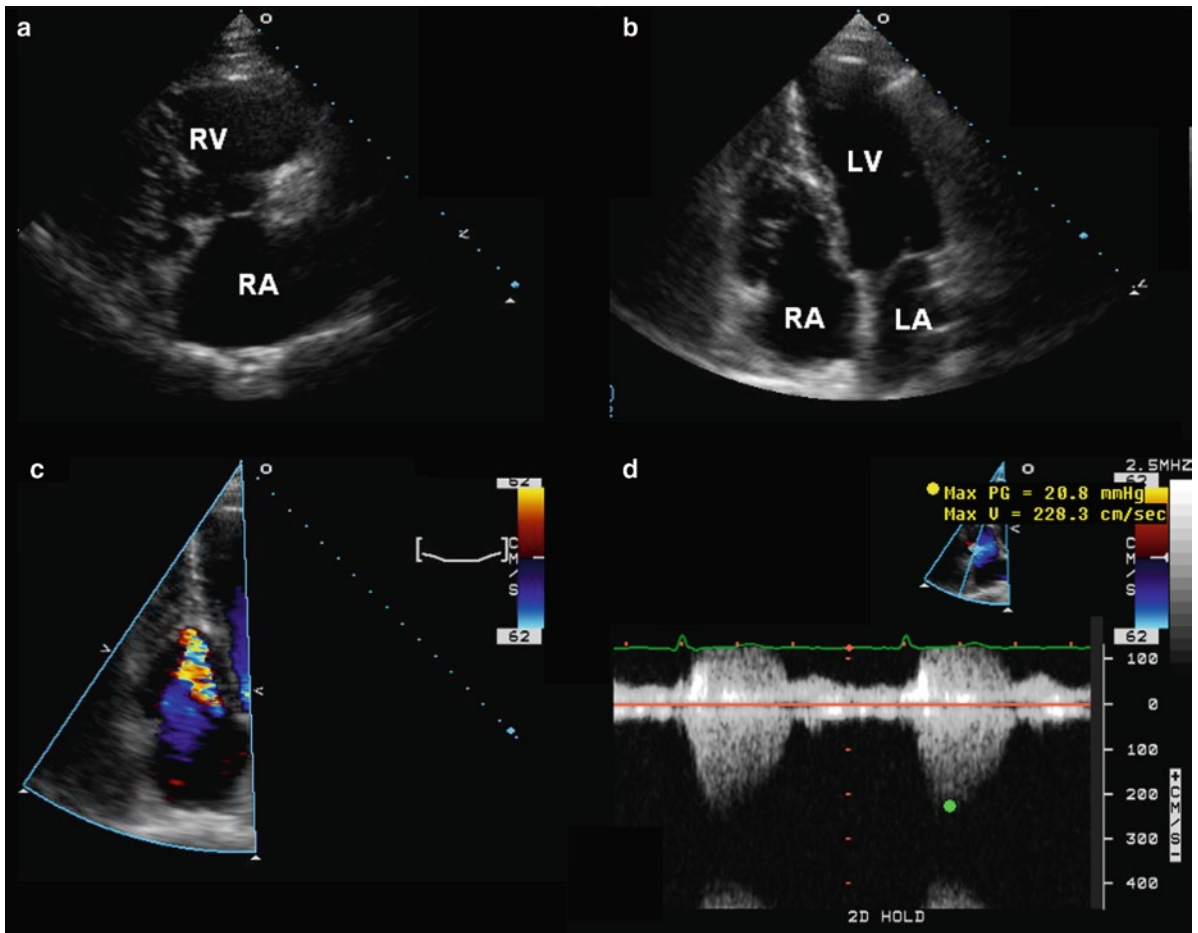 a
RV
RA
b
LV
RA
LA
c
62
CM/S
62
d
2.5MHZ
62
Max PG = 20.8 mmHg
Max V = 228.3 cm/sec
CM/S
62
100
0
100
200
300
400
+CM/S-
2D HOLD